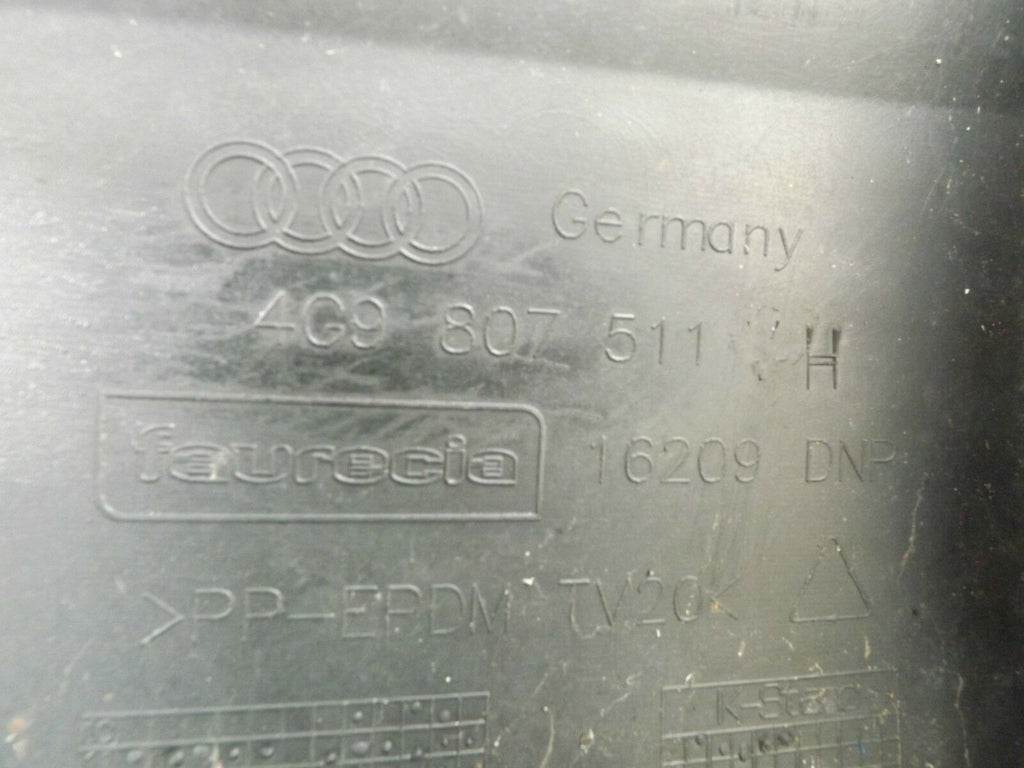 Germany
4G9 807 511 H
faurecia 16209 DNP
>PP-EPDM TV20<